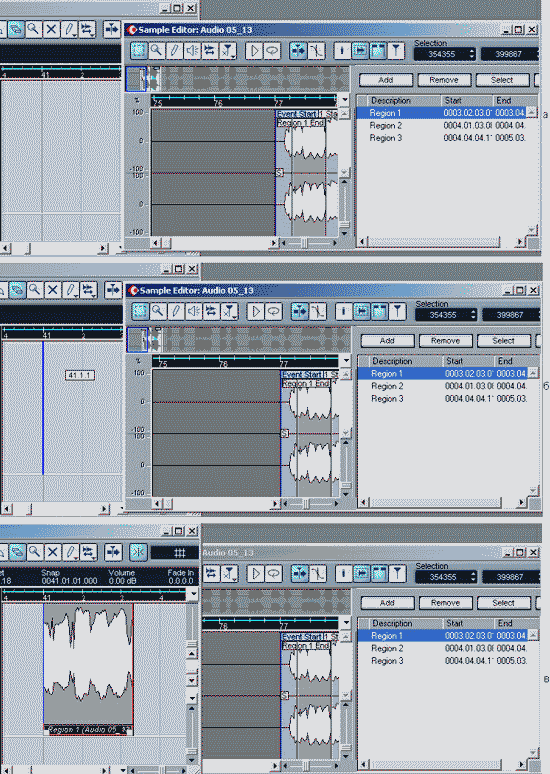 Sample Editor: Audio 05_13
Selection
354355 399867
Add Remove Select
Description Start End
Region 1 0003.02.03.0 0003.04
Region 2 0004.01.03.0 0004.04.
Region 3 0004.04.04.1 0005.03.
4 41 2 2
75 76 77
%
100
Event Start
Region 1 End
0
-100
100
S
0
-100
а
Sample Editor: Audio 05_13
Selection
354355 399867
Add Remove Select
Description Start End
Region 1 0003.02.03.0 0003.04
Region 2 0004.01.03.0 0004.04.
Region 3 0004.04.04.1 0005.03.
4 41 2
75 76 77
%
100
Event Start
Region 1 End
41.1.1
0
-100
100
S
0
-100
б
Audio 05_13
Selection
354355 399867
Snap Volume Fade In
.18 0041.01.01.000 0.00 dB 0.0.0.0
Add Remove Select
Description Start End
Region 1 0003.02.03.0 0003.04
Region 2 0004.01.03.0 0004.04.
Region 3 0004.04.04.1 0005.03.
4 41 2 3 4
76 77
Event Start
Region 1 End
S
Region 1 (Audio 05_1
в